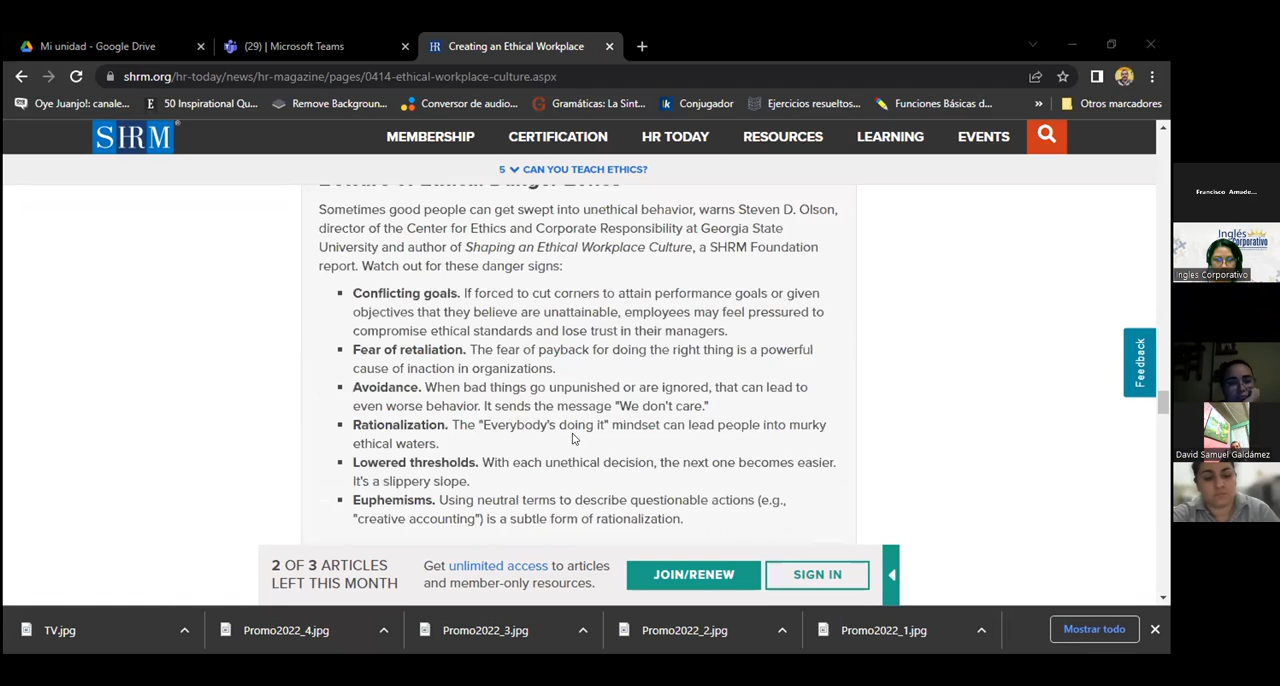 Mi unidad - Google Drive
(29) | Microsoft Teams
Creating an Ethical Workplace
shrm.org/hr-today/news/hr-magazine/pages/0414-ethical-workplace-culture.aspx
Oye Juanjo!: canale...
50 Inspirational Qu...
Remove Backgroun...
Conversor de audio...
Gramáticas: La Sint...
Conjugador
Ejercicios resueltos...
Funciones Básicas d...
»
Otros marcadores
SHRM
MEMBERSHIP
CERTIFICATION
HR TODAY
RESOURCES
LEARNING
EVENTS
5 CAN YOU TEACH ETHICS?
Sometimes good people can get swept into unethical behavior, warns Steven D. Olson,
director of the Center for Ethics and Corporate Responsibility at Georgia State
University and author of Shaping an Ethical Workplace Culture, a SHRM Foundation
report. Watch out for these danger signs:
Conflicting goals. If forced to cut corners to attain performance goals or given
objectives that they believe are unattainable, employees may feel pressured to
compromise ethical standards and lose trust in their managers.
Fear of retaliation. The fear of payback for doing the right thing is a powerful
cause of inaction in organizations.
Avoidance. When bad things go unpunished or are ignored, that can lead to
even worse behavior. It sends the message "We don't care."
Rationalization. The "Everybody's doing it" mindset can lead people into murky
ethical waters.
Lowered thresholds. With each unethical decision, the next one becomes easier.
It's a slippery slope.
Euphemisms. Using neutral terms to describe questionable actions (e.g.,
"creative accounting") is a subtle form of rationalization.
Feedback
2 OF 3 ARTICLES
LEFT THIS MONTH
Get unlimited access to articles
and member-only resources.
JOIN/RENEW
SIGN IN
TV.jpg
Promo2022_4.jpg
Promo2022_3.jpg
Promo2022_2.jpg
Promo2022_1.jpg
Mostrar todo
Francisco Amade...
Inglés
Corporativo
Ingles Corporativo
David Samuel Galdámez